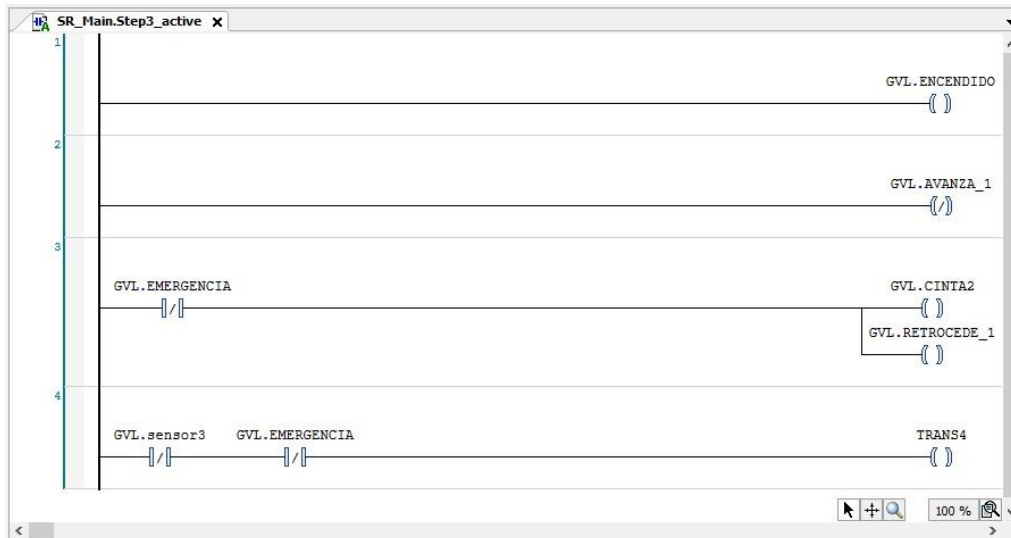 SR_Main.Step3_active X
1
GVL.ENCENDIDO
2
GVL.AVANZA_1
3
GVL.EMERGENCIA GVL.CINTA2
GVL.RETROCEDE_1
4
GVL.sensor3 GVL.EMERGENCIA TRANS4
100 %